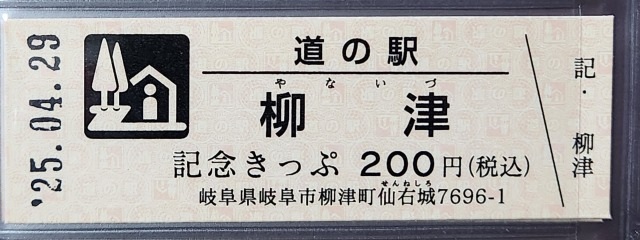 '25.04.29
道の駅
やないづ
柳津
記念きっぷ 200円(税込)
せんねしろ
岐阜県岐阜市柳津町仙右城7696-1
記・柳津